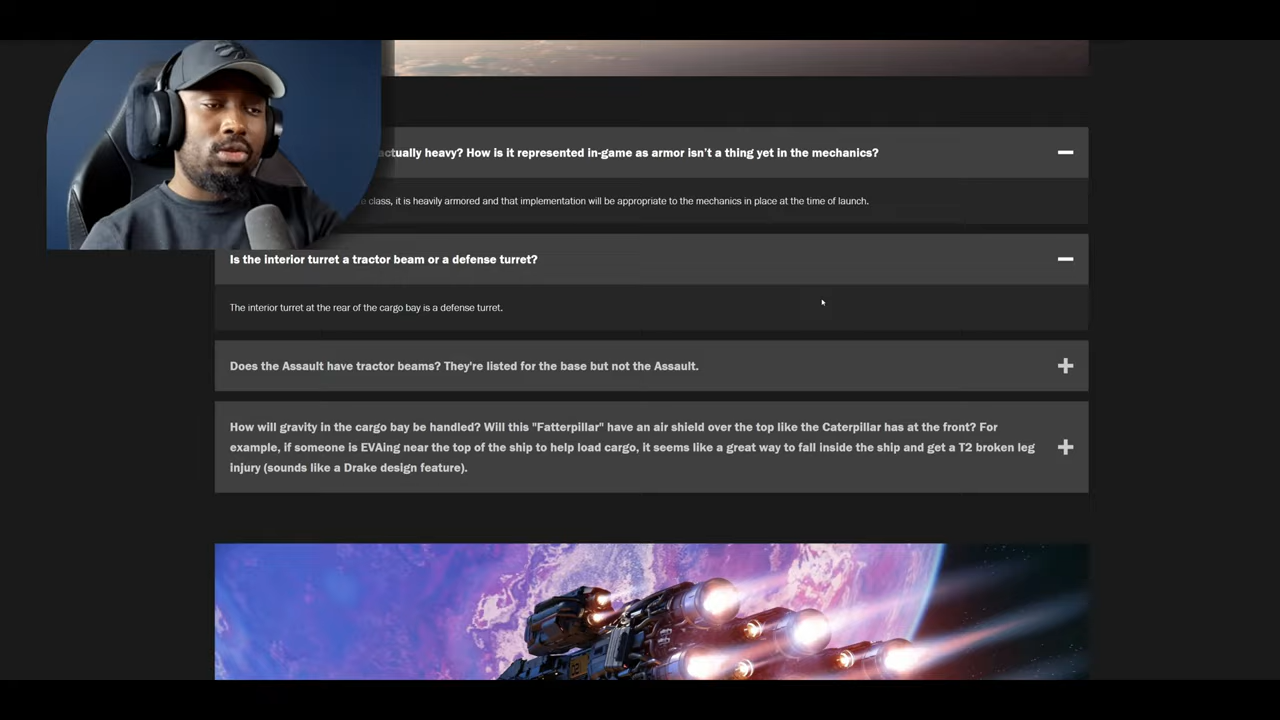 actually heavy? How is it represented in-game as armor isn't a thing yet in the mechanics?
class, it is heavily armored and that implementation will be appropriate to the mechanics in place at the time of launch.
Is the interior turret a tractor beam or a defense turret?
The interior turret at the rear of the cargo bay is a defense turret.
Does the Assault have tractor beams? They're listed for the base but not the Assault.
How will gravity in the cargo bay be handled? Will this "Fatterpillar" have an air shield over the top like the Caterpillar has at the front? For
example, if someone is EVAing near the top of the ship to help load cargo, it seems like a great way to fall inside the ship and get a T2 broken leg
injury (sounds like a Drake design feature).